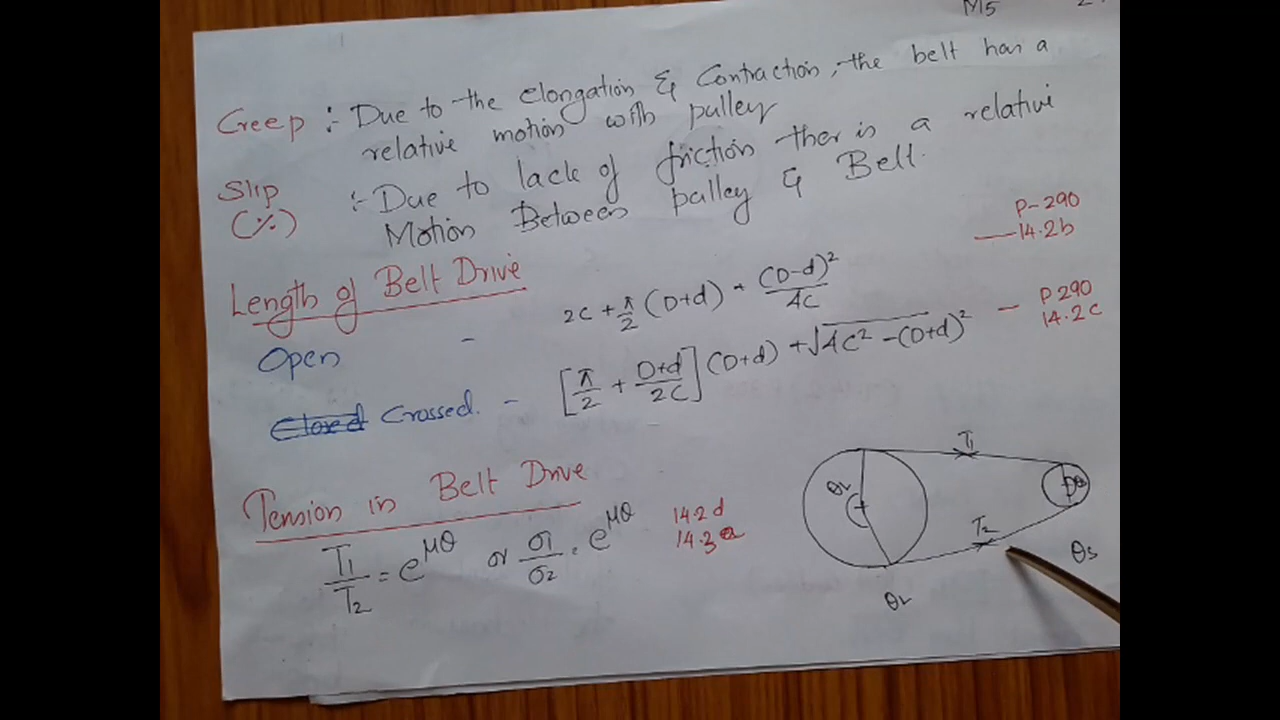 M5
Creep :- Due to the elongation & Contraction, the belt has a
relative motion with pulley
Slip :- Due to lack of friction ther is a relative
(%) Motion Between pulley & Belt.
P-290
14.2b
Length of Belt Drive
Open - 2C + π/2 (D+d) + (D-d)²/4C
P290
14.2c
Closed Crossed. - [π/2 + D+d/2C] (D+d) + √4C² - (D+d)²
Tension in Belt Drive
T1/T2 = e^μθ or σ1/σ2 = e^μθ
14.2d
14.3a
T1
θL
T2
θs
θL